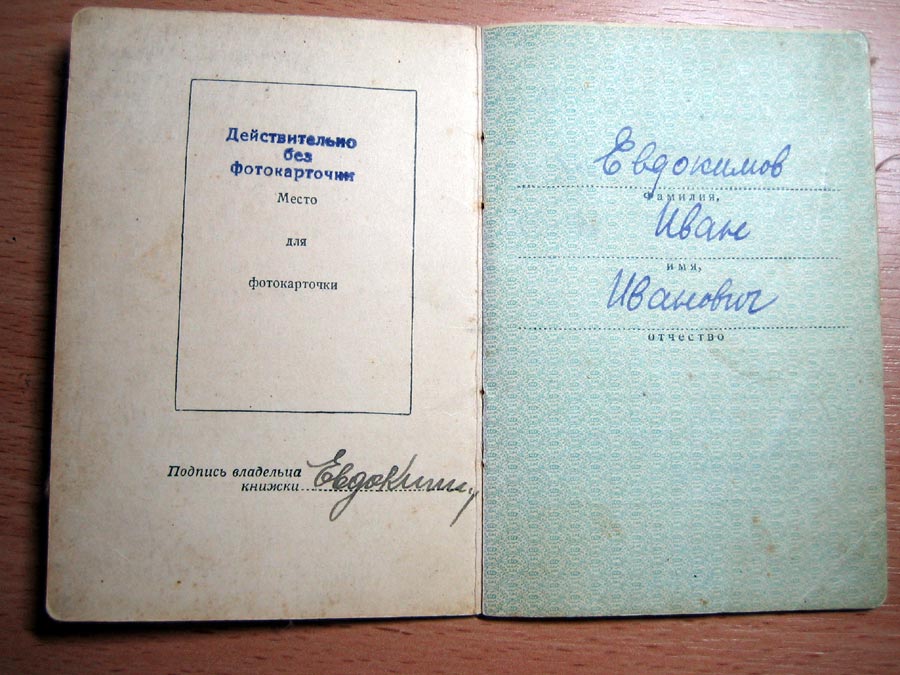 Действительно
без
фотокарточки
Место
для
фотокарточки
Подпись владельца
книжки
Евдокимов
фамилия,
Иван
имя,
Иванович
отчество